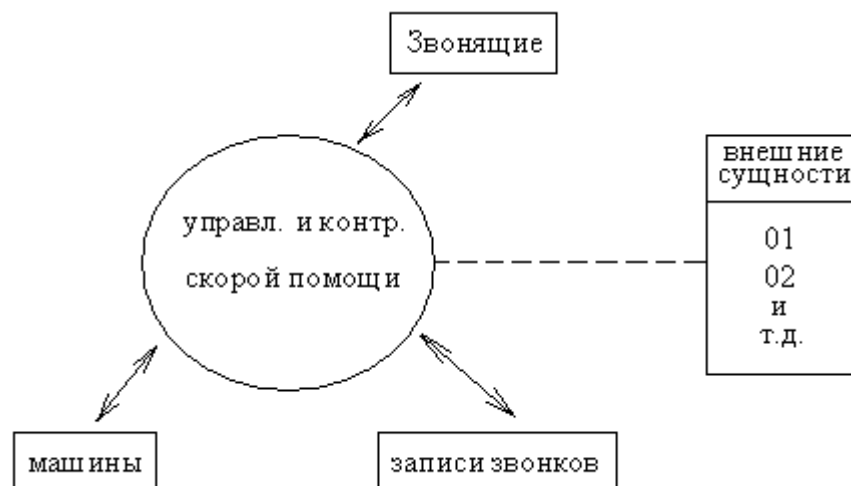 Звонящие
внешние
сущности
управл. и контр.
скорой помощи
01
02
и
т.д.
машины
записи звонков